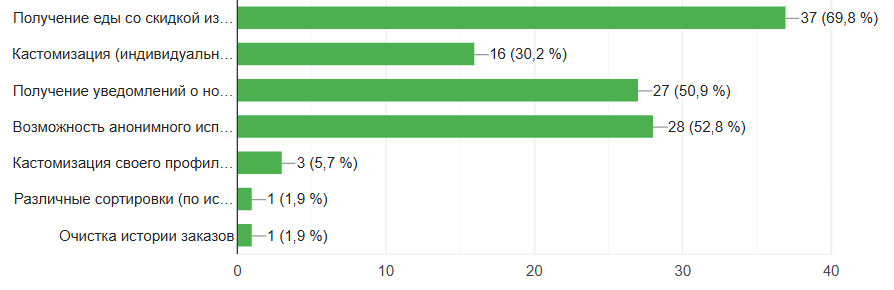 Получение еды со скидкой из… 37 (69,8 %)
Кастомизация (индивидуальн… 16 (30,2 %)
Получение уведомлений о но… 27 (50,9 %)
Возможность анонимного исп… 28 (52,8 %)
Кастомизация своего профил… 3 (5,7 %)
Различные сортировки (по ис… 1 (1,9 %)
Очистка истории заказов 1 (1,9 %)
0 10 20 30 40